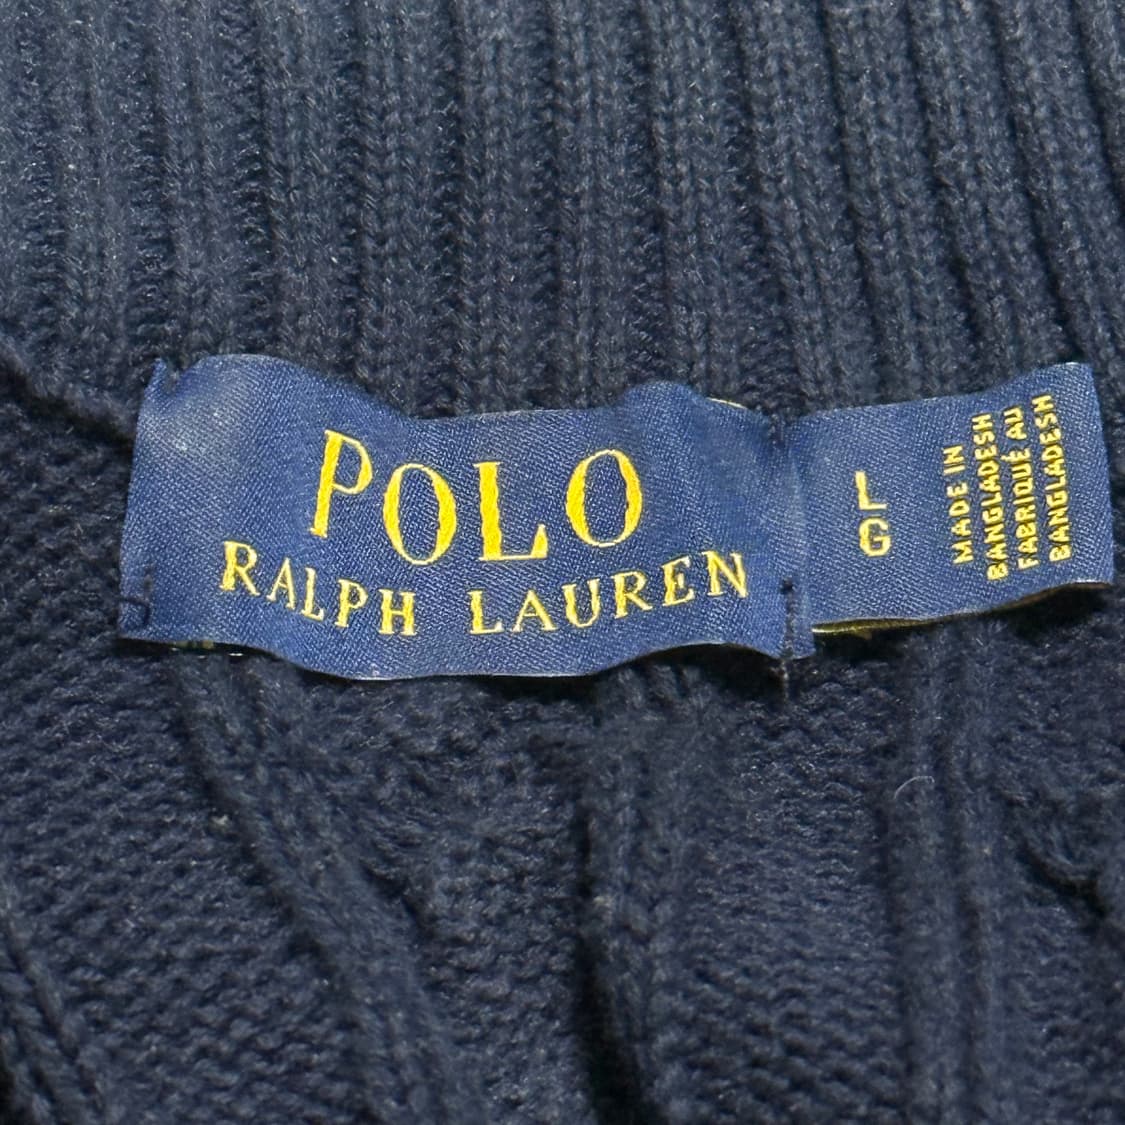 POLO
RALPH LAUREN
L
G
MADE IN
BANGLADESH
FABRIQUÉ AU
BANGLADESH